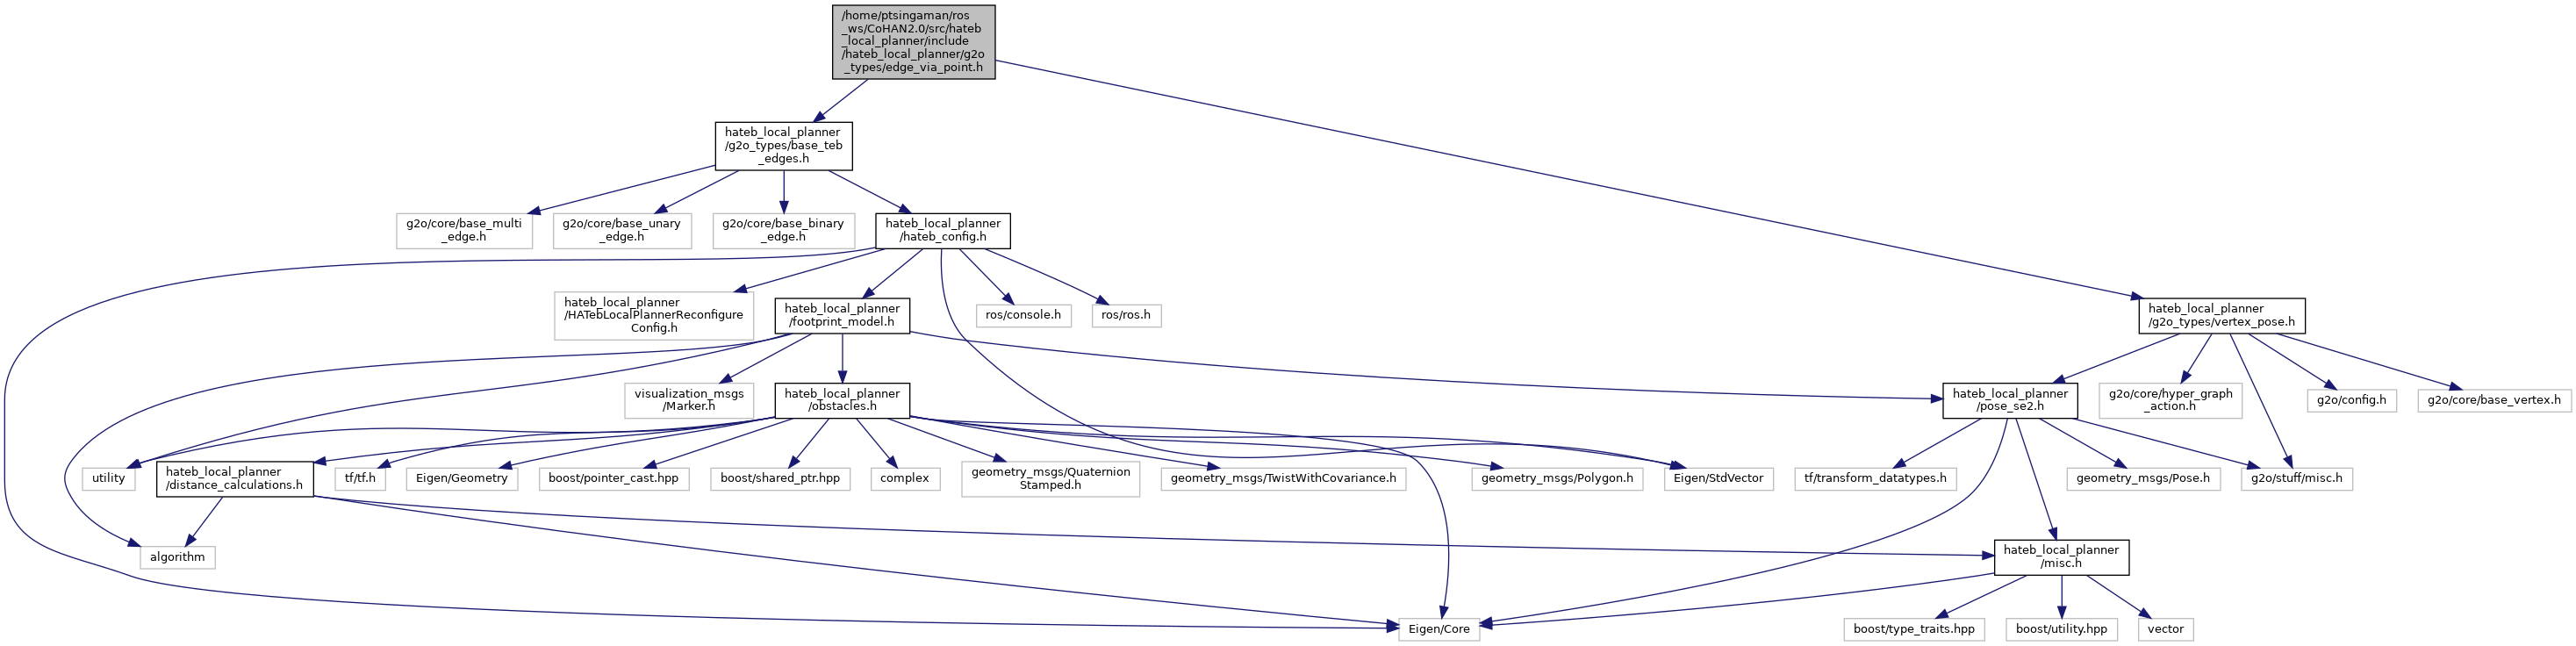 /home/ptsingaman/ros
_ws/CoHAN2.0/src/hateb
_local_planner/include
/hateb_local_planner/g2o
_types/edge_via_point.h
hateb_local_planner
/g2o_types/base_teb
_edges.h
g2o/core/base_multi
_edge.h
g2o/core/base_unary
_edge.h
g2o/core/base_binary
_edge.h
hateb_local_planner
/hateb_config.h
hateb_local_planner
/HATebLocalPlannerReconfigure
Config.h
hateb_local_planner
/footprint_model.h
ros/console.h
ros/ros.h
hateb_local_planner
/g2o_types/vertex_pose.h
visualization_msgs
/Marker.h
hateb_local_planner
/obstacles.h
hateb_local_planner
/pose_se2.h
g2o/core/hyper_graph
_action.h
g2o/config.h
g2o/core/base_vertex.h
utility
hateb_local_planner
/distance_calculations.h
tf/tf.h
Eigen/Geometry
boost/pointer_cast.hpp
boost/shared_ptr.hpp
complex
geometry_msgs/Quaternion
Stamped.h
geometry_msgs/TwistWithCovariance.h
geometry_msgs/Polygon.h
Eigen/StdVector
tf/transform_datatypes.h
geometry_msgs/Pose.h
g2o/stuff/misc.h
algorithm
hateb_local_planner
/misc.h
Eigen/Core
boost/type_traits.hpp
boost/utility.hpp
vector